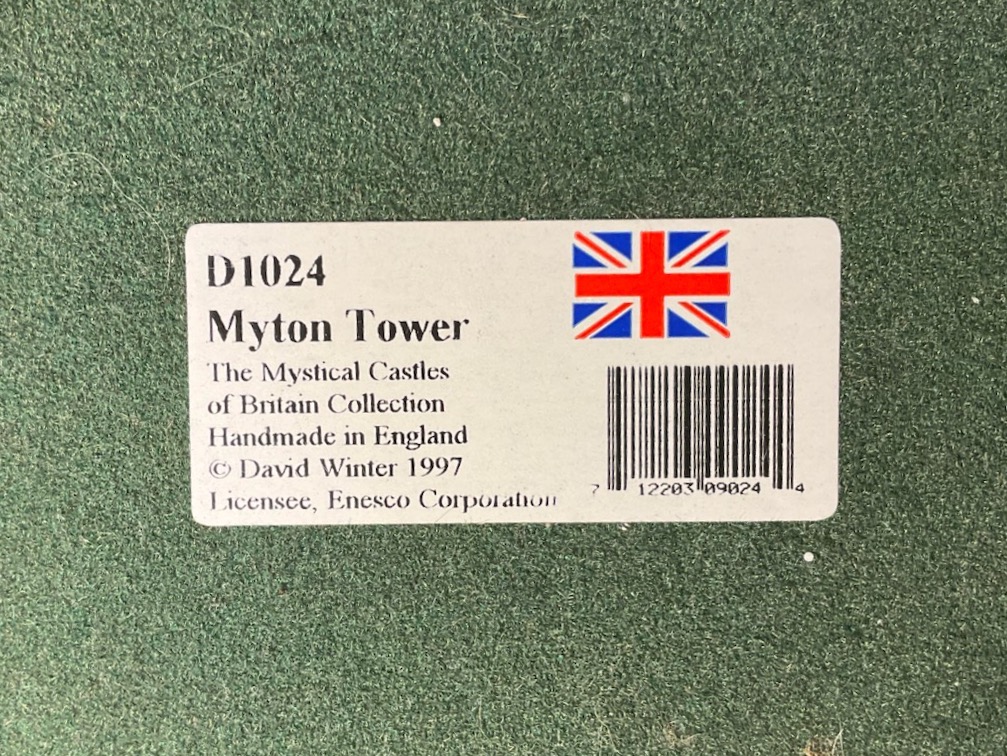 D1024
Myton Tower
The Mystical Castles
of Britain Collection
Handmade in England
© David Winter 1997
Licensee, Enesco Corporation
7 12203 09024 4